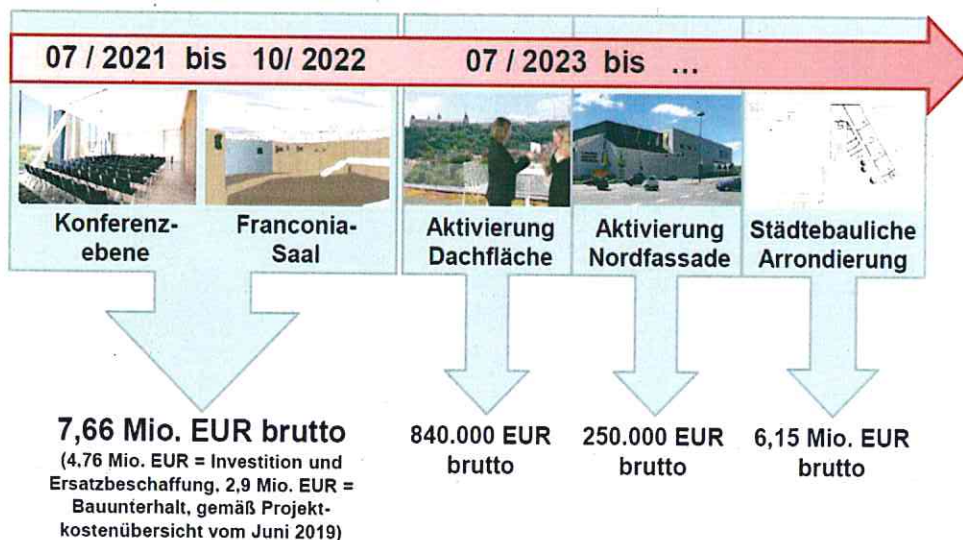 07 / 2021 bis 10/ 2022
07 / 2023 bis ...
Konferenz-
ebene
Franconia-
Saal
Aktivierung
Dachfläche
Aktivierung
Nordfassade
Städtebauliche
Arrondierung
7,66 Mio. EUR brutto
(4,76 Mio. EUR = Investition und
Ersatzbeschaffung, 2,9 Mio. EUR =
Bauunterhalt, gemäß Projekt-
kostenübersicht vom Juni 2019)
840.000 EUR
brutto
250.000 EUR
brutto
6,15 Mio. EUR
brutto